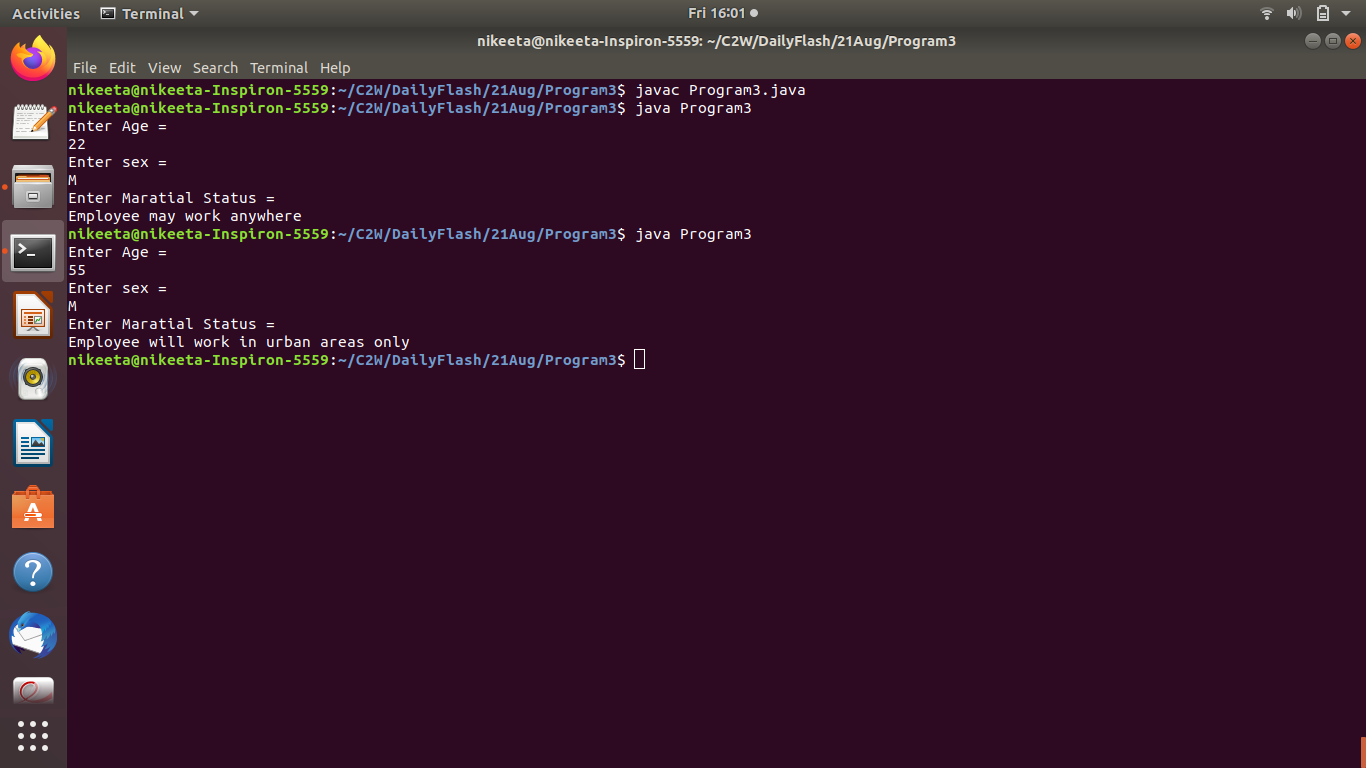 Activities Terminal Fri 16:01
nikeeta@nikeeta-Inspiron-5559: ~/C2W/DailyFlash/21Aug/Program3
File Edit View Search Terminal Help
nikeeta@nikeeta-Inspiron-5559:~/C2W/DailyFlash/21Aug/Program3$ javac Program3.java
nikeeta@nikeeta-Inspiron-5559:~/C2W/DailyFlash/21Aug/Program3$ java Program3
Enter Age =
22
Enter sex =
M
Enter Maratial Status =
Employee may work anywhere
nikeeta@nikeeta-Inspiron-5559:~/C2W/DailyFlash/21Aug/Program3$ java Program3
Enter Age =
55
Enter sex =
M
Enter Maratial Status =
Employee will work in urban areas only
nikeeta@nikeeta-Inspiron-5559:~/C2W/DailyFlash/21Aug/Program3$